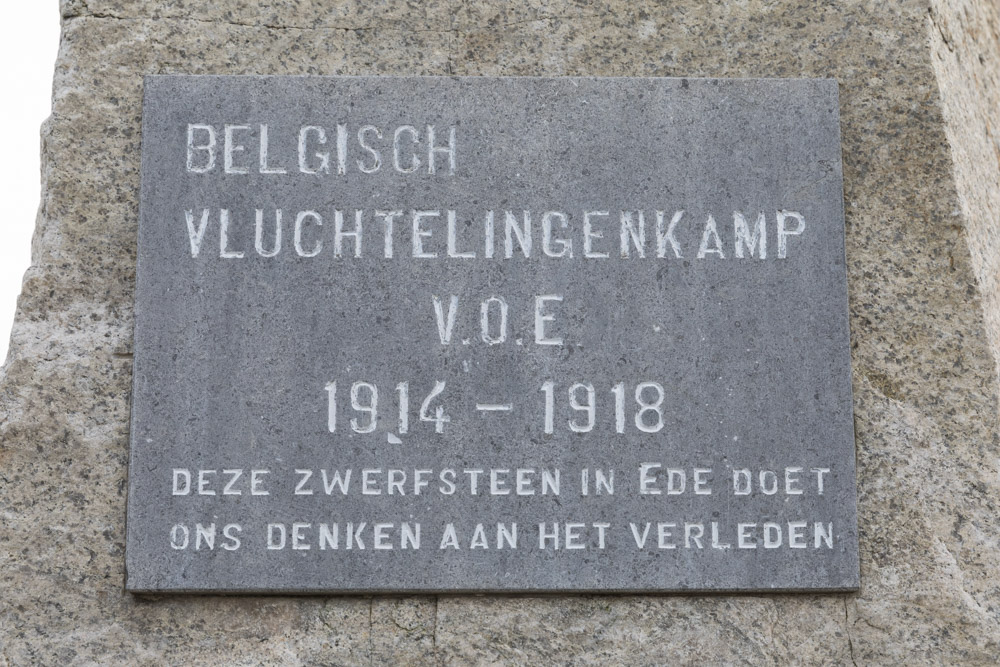 BELGISCH
VLUCHTELINGENKAMP
V.O.E
1914 – 1918
DEZE ZWERFSTEEN IN EDE DOET
ONS DENKEN AAN HET VERLEDEN